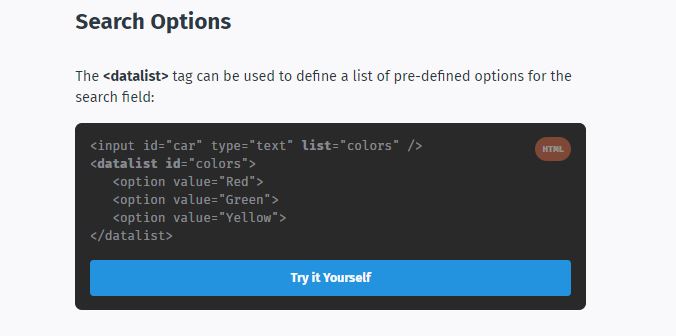 Search Options
The <datalist> tag can be used to define a list of pre-defined options for the
search field:
<input id="car" type="text" list="colors" />
HTML
<datalist id="colors">
<option value="Red">
<option value="Green">
<option value="Yellow">
</datalist>
Try it Yourself